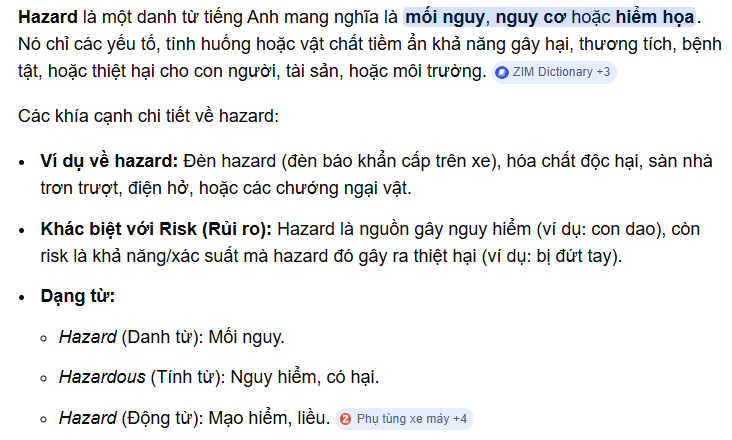 Hazard là một danh từ tiếng Anh mang nghĩa là mối nguy, nguy cơ hoặc hiểm họa.
Nó chỉ các yếu tố, tình huống hoặc vật chất tiềm ẩn khả năng gây hại, thương tích, bệnh
tật, hoặc thiệt hại cho con người, tài sản, hoặc môi trường. ZIM Dictionary +3
Các khía cạnh chi tiết về hazard:
• Ví dụ về hazard: Đèn hazard (đèn báo khẩn cấp trên xe), hóa chất độc hại, sàn nhà
trơn trượt, điện hở, hoặc các chướng ngại vật.
• Khác biệt với Risk (Rủi ro): Hazard là nguồn gây nguy hiểm (ví dụ: con dao), còn
risk là khả năng/xác suất mà hazard đó gây ra thiệt hại (ví dụ: bị đứt tay).
• Dạng từ:
◦ Hazard (Danh từ): Mối nguy.
◦ Hazardous (Tính từ): Nguy hiểm, có hại.
◦ Hazard (Động từ): Mạo hiểm, liều. 2 Phụ tùng xe máy +4